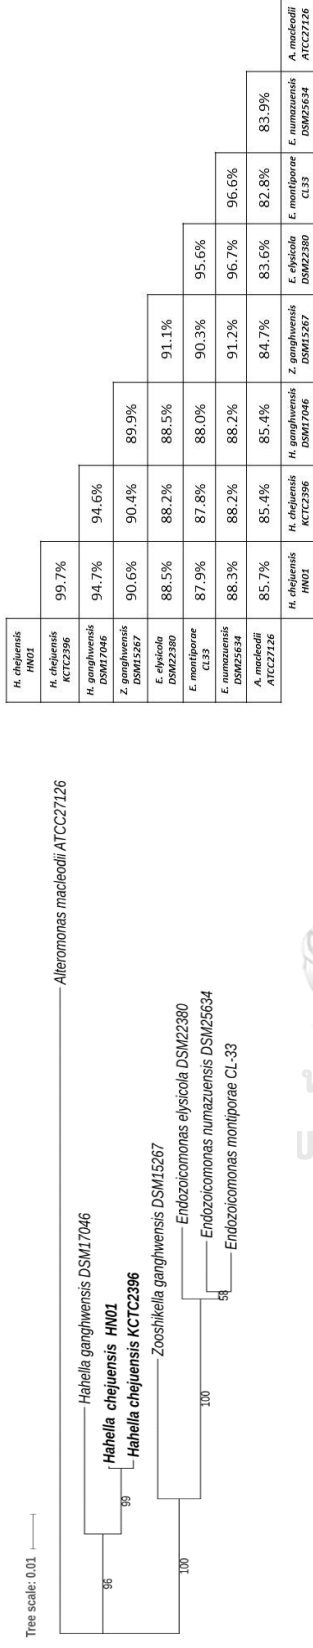 Tree scale: 0.01
Alteromonas macleodii ATCC27126
Hahella ganghwensis DSM17046
Hahella chejuensis HN01
Hahella chejuensis KCTC2396
Zooshikella ganghwensis DSM15267
Endozoicomonas elysicola DSM22380
Endozoicomonas numazuensis DSM25634
Endozoicomonas montiporae CL-33
96
99
100
100
58
H. chejuensis
HN01
H. chejuensis
KCTC2396
99.7%
H. ganghwensis
DSM17046
94.7% 94.6%
Z. ganghwensis
DSM15267
90.6% 90.4% 89.9%
E. elysicola
DSM22380
88.5% 88.2% 88.5% 91.1%
E. montiporae
CL33
87.9% 87.8% 88.0% 90.3% 95.6%
E. numazuensis
DSM25634
88.3% 88.2% 88.2% 91.2% 96.7% 96.6%
A. macleodii
ATCC27126
85.7% 85.4% 85.4% 84.7% 83.6% 82.8% 83.9%
H. chejuensis
HN01
H. chejuensis
KCTC2396
H. ganghwensis
DSM17046
Z. ganghwensis
DSM15267
E. elysicola
DSM22380
E. montiporae
CL33
E. numazuensis
DSM25634
A. macleodii
ATCC27126